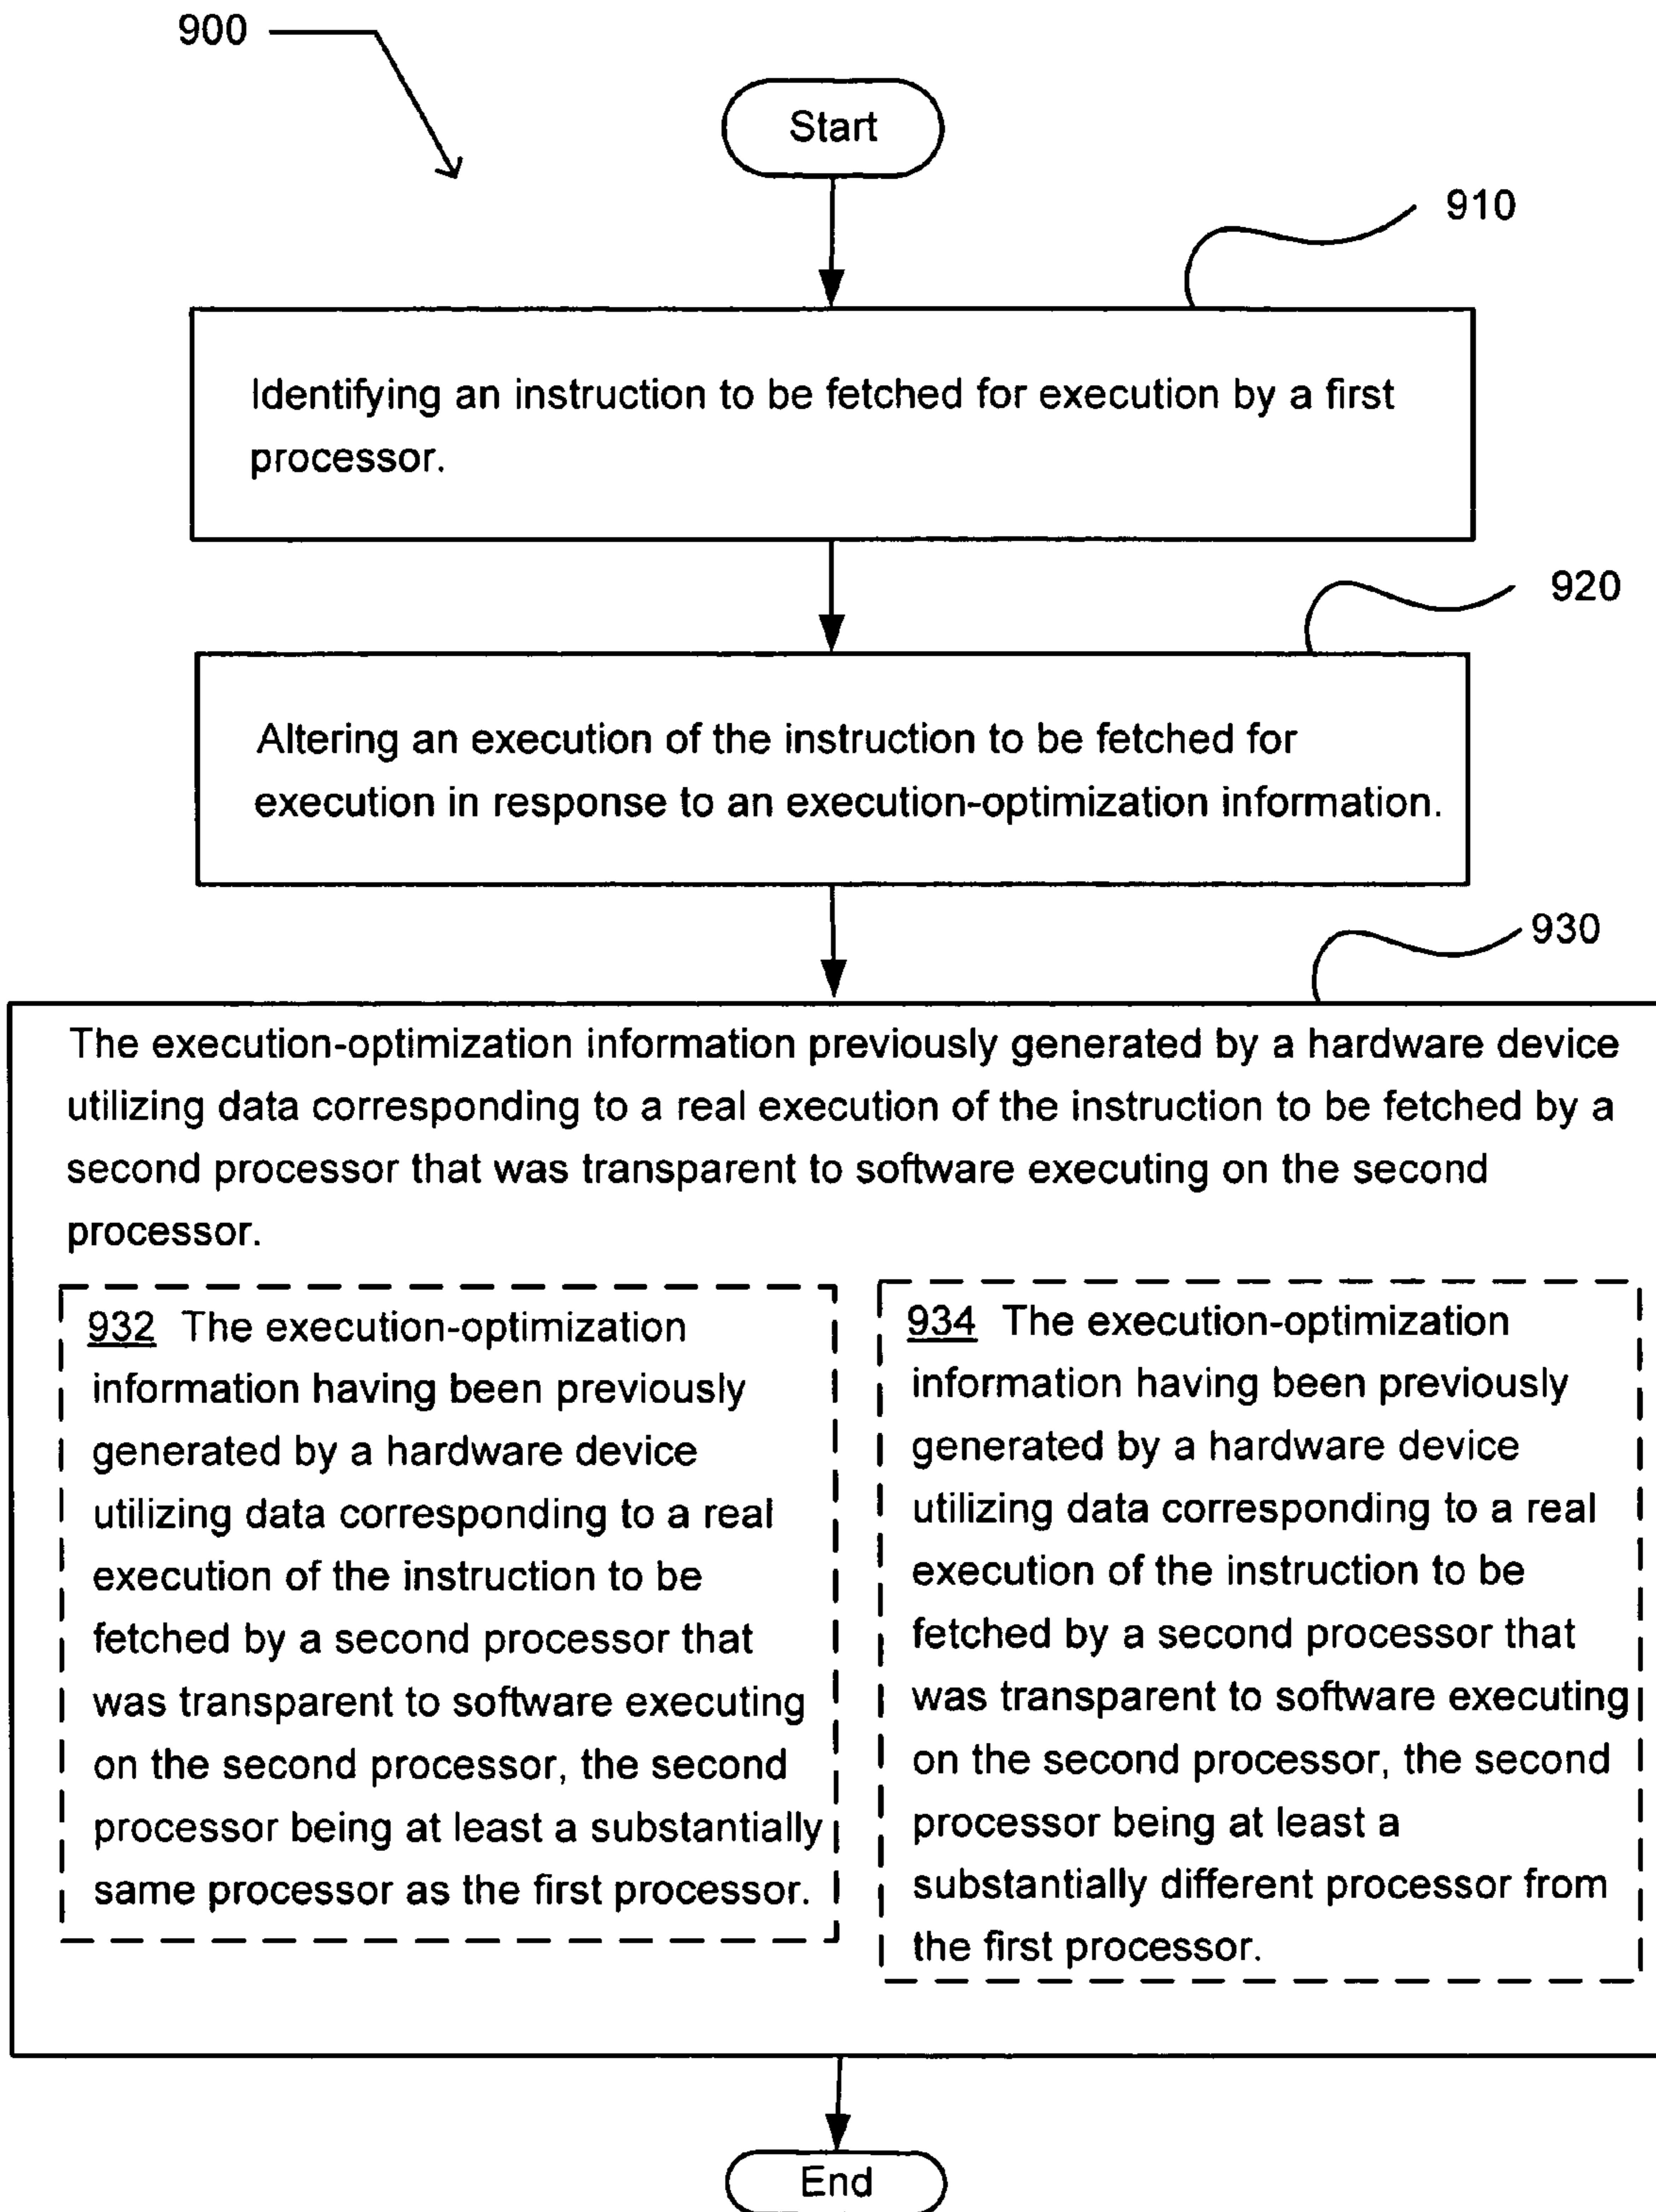 900
Start
910
Identifying an instruction to be fetched for execution by a first
processor.
920
Altering an execution of the instruction to be fetched for
execution in response to an execution-optimization information.
930
The execution-optimization information previously generated by a hardware device
utilizing data corresponding to a real execution of the instruction to be fetched by a
second processor that was transparent to software executing on the second
processor.
932 The execution-optimization
information having been previously
generated by a hardware device
utilizing data corresponding to a real
execution of the instruction to be
fetched by a second processor that
was transparent to software executing
on the second processor, the second
processor being at least a substantially
same processor as the first processor.
934 The execution-optimization
information having been previously
generated by a hardware device
utilizing data corresponding to a real
execution of the instruction to be
fetched by a second processor that
was transparent to software executing
on the second processor, the second
processor being at least a
substantially different processor from
the first processor.
End